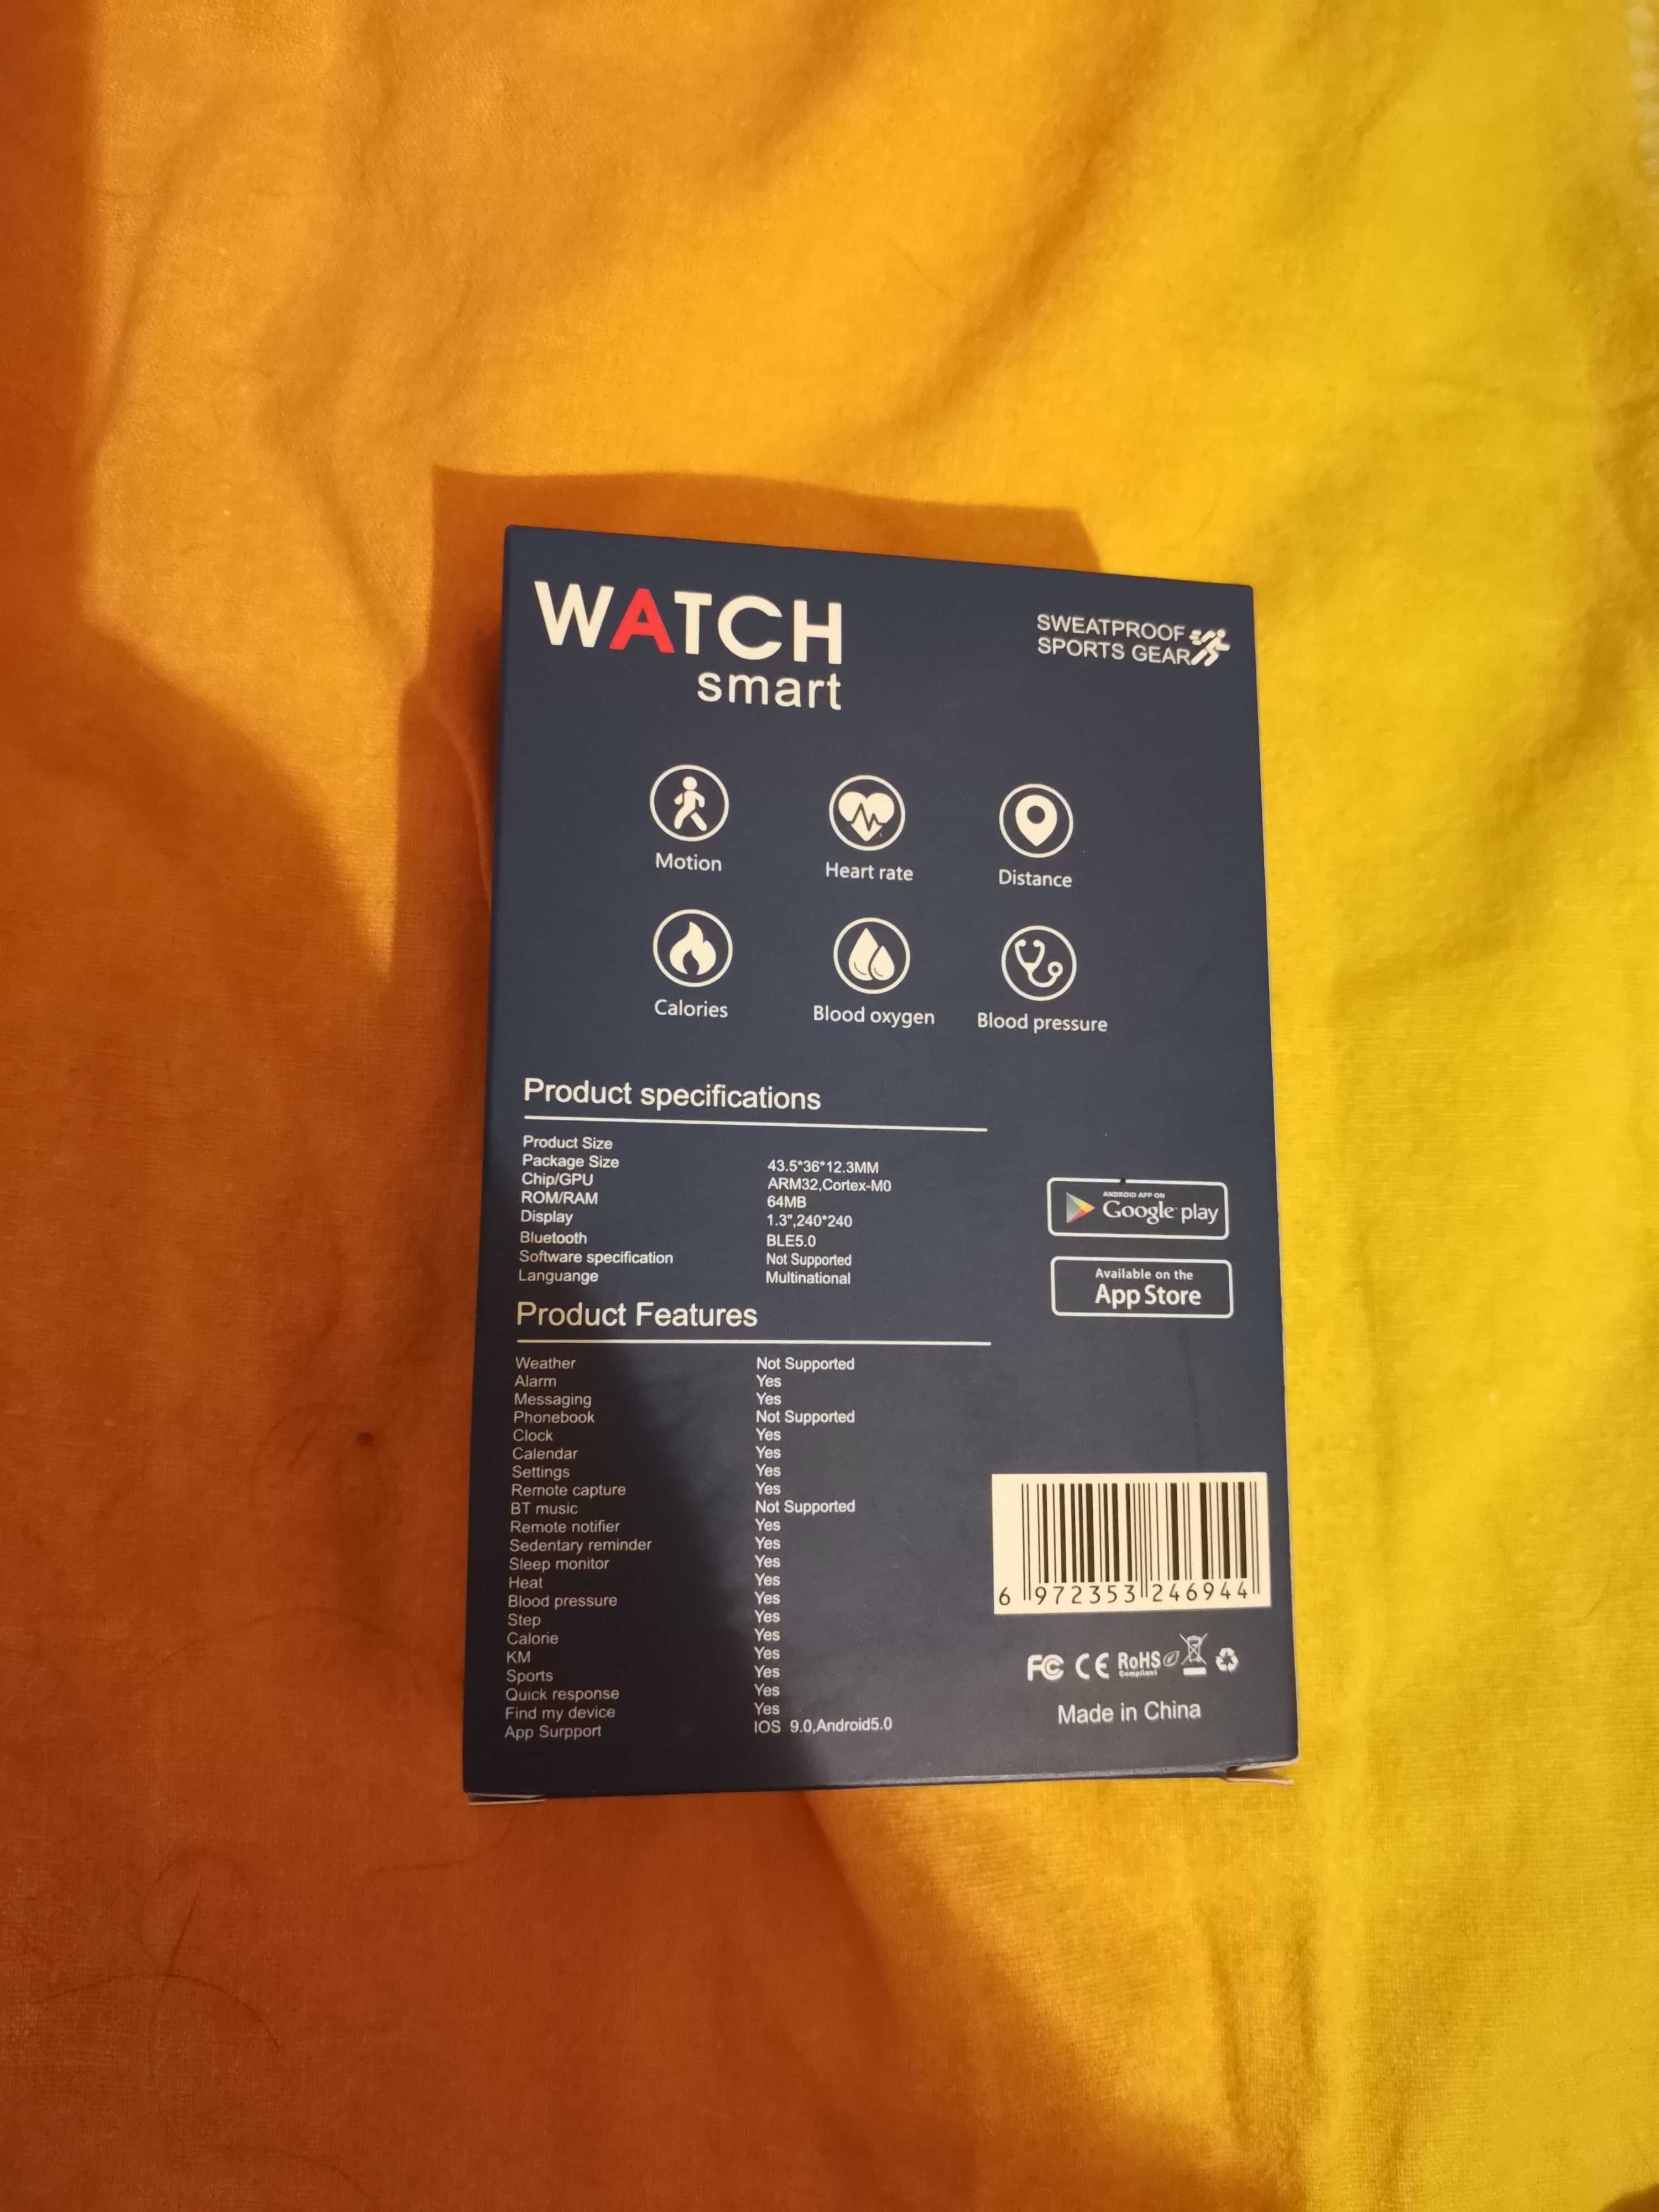 WATCH
smart
SWEATPROOF
SPORTS GEAR
Motion Heart rate Distance
Calories Blood oxygen Blood pressure
Product specifications
Product Size
Package Size 43.5*36*12.3MM
Chip/GPU ARM32,Cortex-M0
ROM/RAM 64MB
Display 1.3",240*240
Bluetooth BLE5.0
Software specification Not Supported
Languange Multinational
ANDROID APP ON
Google play
Available on the
App Store
Product Features
Weather Not Supported
Alarm Yes
Messaging Yes
Phonebook Not Supported
Clock Yes
Calendar Yes
Settings Yes
Remote capture Yes
BT music Not Supported
Remote notifier Yes
Sedentary reminder Yes
Sleep monitor Yes
Heat Yes
Blood pressure Yes
Step Yes
Calorie Yes
KM Yes
Sports Yes
Quick response Yes
Find my device Yes
App Surpport IOS 9.0,Android5.0
6 972353 246944
FC CE RoHS
Compliant
Made in China